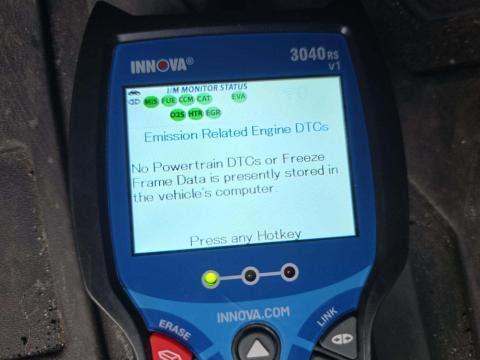 INNOVA®
3040RS
v1
I/M MONITOR STATUS
MIS FUE CCM CAT EVA
O2S HTR EGR
Emission Related Engine DTCs
No Powertrain DTCs or Freeze
Frame Data is presently stored in
the vehicle's computer.
Press any Hotkey
INNOVA.COM
ERASE
LINK